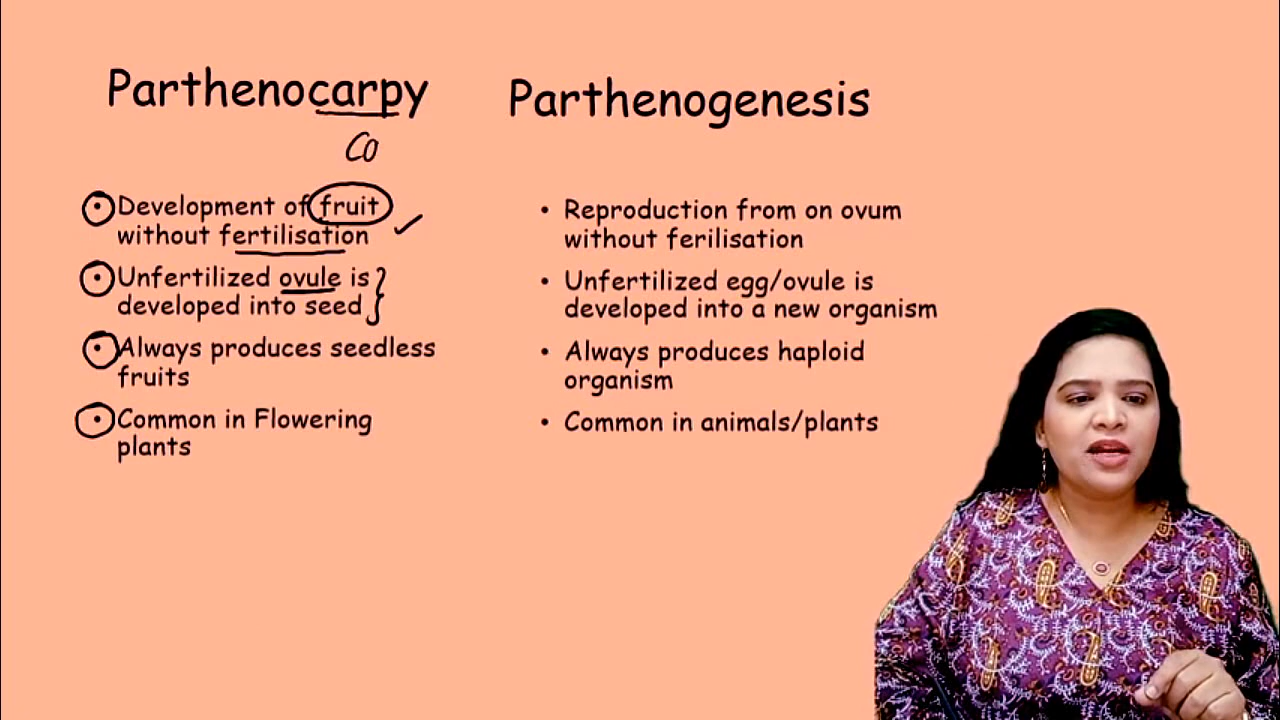 Parthenocarpy
Co
Development of fruit
without fertilisation
Unfertilized ovule is
developed into seed
Always produces seedless
fruits
Common in Flowering
plants
Parthenogenesis
• Reproduction from on ovum
without ferilisation
• Unfertilized egg/ovule is
developed into a new organism
• Always produces haploid
organism
• Common in animals/plants